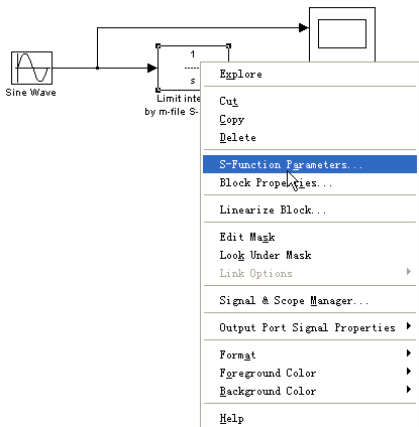 1
s
Sine Wave
Limit inte
by m-file S-
Explore
Cut
Copy
Delete
S-Function Parameters...
Block Properties...
Linearize Block...
Edit Mask
Look Under Mask
Link Options
Signal & Scope Manager...
Output Port Signal Properties
Format
Foreground Color
Background Color
Help